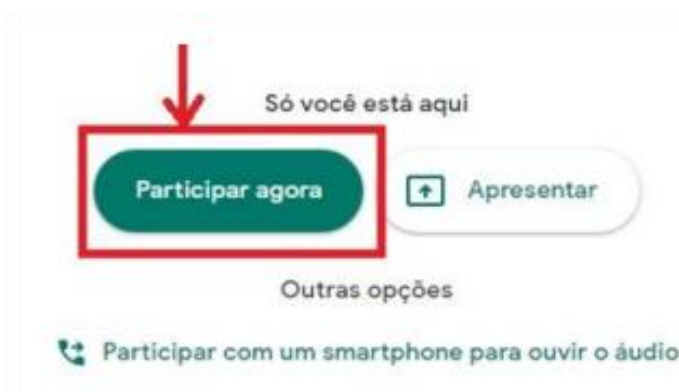 Só você está aqui
Participar agora
Apresentar
Outras opções
Participar com um smartphone para ouvir o áudio